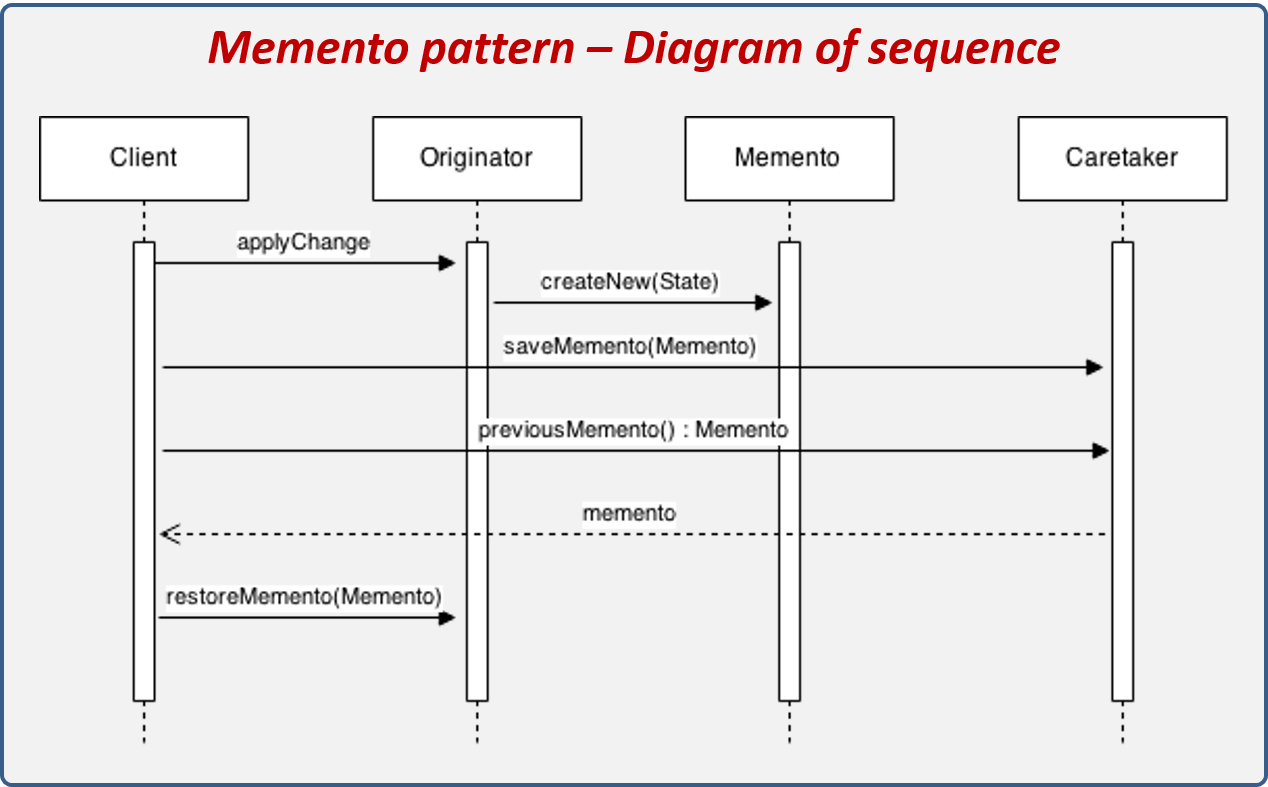 Memento pattern – Diagram of sequence
Client
Originator
Memento
Caretaker
applyChange
createNew(State)
saveMemento(Memento)
previousMemento() : Memento
memento
restoreMemento(Memento)